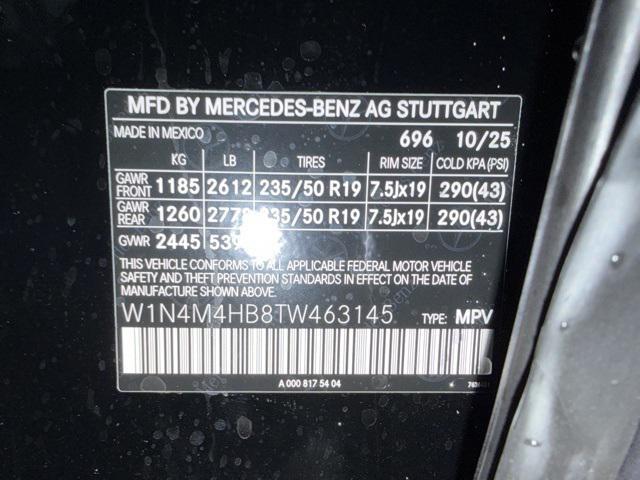 MFD BY MERCEDES-BENZ AG STUTTGART
MADE IN MEXICO 696 10/25
KG LB TIRES RIM SIZE COLD KPA (PSI)
GAWR FRONT 1185 2612 235/50 R19 7.5Jx19 290(43)
GAWR REAR 1260 2778 235/50 R19 7.5Jx19 290(43)
GVWR 2445
THIS VEHICLE CONFORMS TO ALL APPLICABLE FEDERAL MOTOR VEHICLE
SAFETY AND THEFT PREVENTION STANDARDS IN EFFECT ON THE DATE
OF MANUFACTURE SHOWN ABOVE.
W1N4M4HB8TW463145 TYPE: MPV
A 000 817 54 04